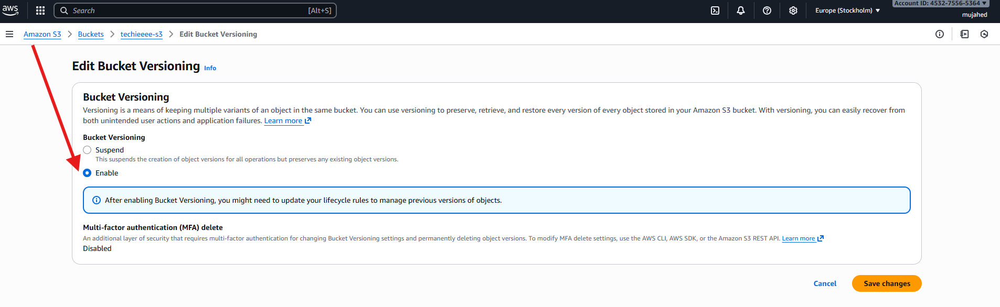 aws
Search
[Alt+S]
Europe (Stockholm)
Account ID: 4532-7556-5364
mujahed
Amazon S3
Buckets
techieeee-s3
Edit Bucket Versioning
Edit Bucket Versioning Info
Bucket Versioning
Versioning is a means of keeping multiple variants of an object in the same bucket. You can use versioning to preserve, retrieve, and restore every version of every object stored in your Amazon S3 bucket. With versioning, you can easily recover from
both unintended user actions and application failures. Learn more
Bucket Versioning
Suspend
This suspends the creation of object versions for all operations but preserves any existing object versions.
Enable
After enabling Bucket Versioning, you might need to update your lifecycle rules to manage previous versions of objects.
Multi-factor authentication (MFA) delete
An additional layer of security that requires multi-factor authentication for changing Bucket Versioning settings and permanently deleting object versions. To modify MFA delete settings, use the AWS CLI, AWS SDK, or the Amazon S3 REST API. Learn more
Disabled
Cancel
Save changes